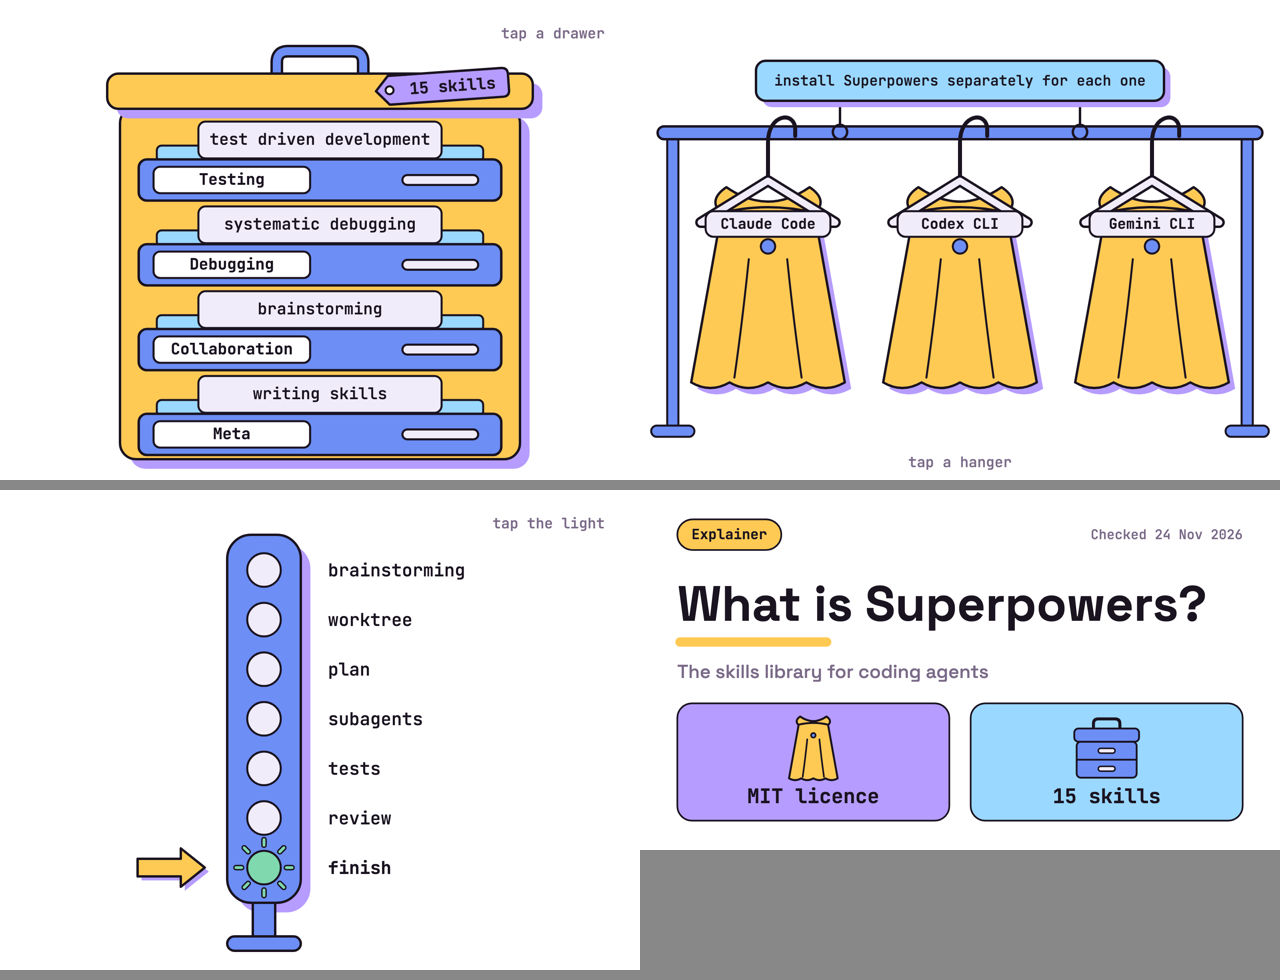 tap a drawer
15 skills
test driven development
Testing
systematic debugging
Debugging
brainstorming
Collaboration
writing skills
Meta
install Superpowers separately for each one
Claude Code
Codex CLI
Gemini CLI
tap a hanger
tap the light
brainstorming
worktree
plan
subagents
tests
review
finish
Explainer
Checked 24 Nov 2026
What is Superpowers?
The skills library for coding agents
MIT licence
15 skills